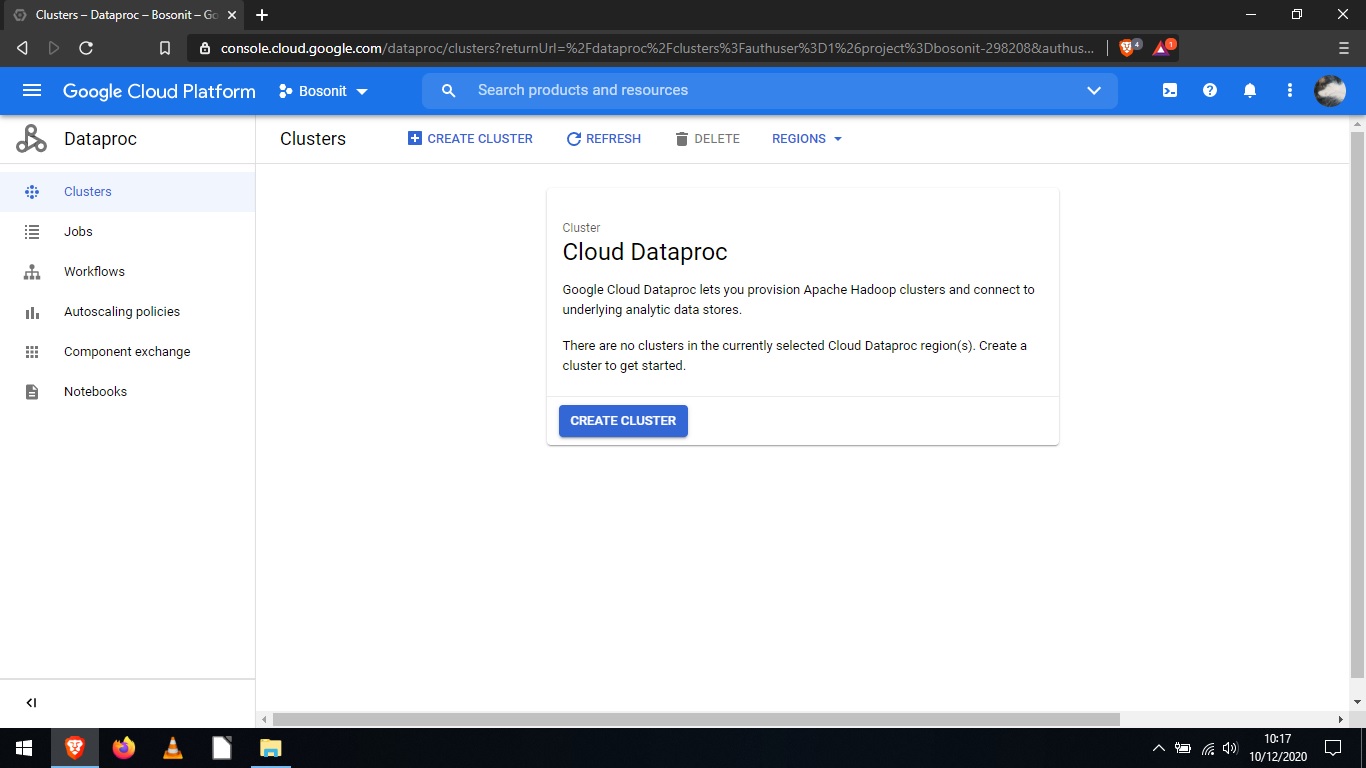 Clusters – Dataproc – Bosonit – Go
console.cloud.google.com/dataproc/clusters?returnUrl=%2Fdataproc%2Fclusters%3Fauthuser%3D1%26project%3Dbosonit-298208&authus...
4
1
Google Cloud Platform
Bosonit
Search products and resources
Dataproc
Clusters
CREATE CLUSTER
REFRESH
DELETE
REGIONS
Clusters
Jobs
Workflows
Autoscaling policies
Component exchange
Notebooks
Cluster
Cloud Dataproc
Google Cloud Dataproc lets you provision Apache Hadoop clusters and connect to
underlying analytic data stores.
There are no clusters in the currently selected Cloud Dataproc region(s). Create a
cluster to get started.
CREATE CLUSTER
10:17
10/12/2020